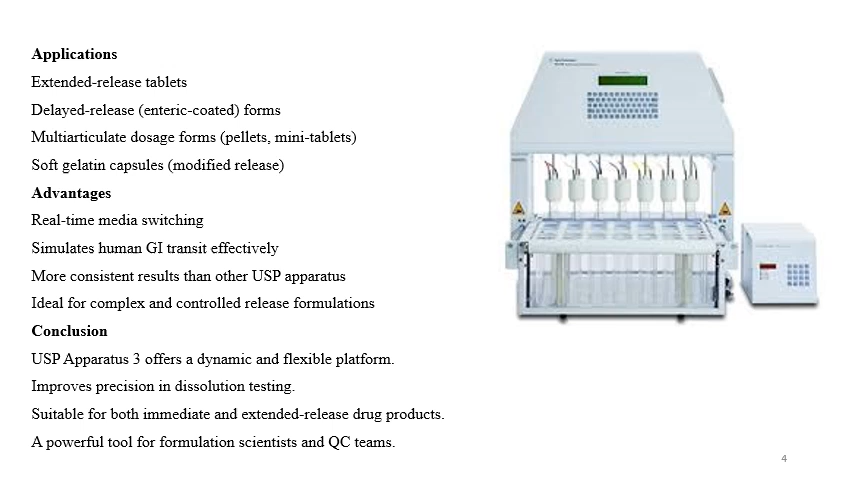 Applications
Extended-release tablets
Delayed-release (enteric-coated) forms
Multiarticulate dosage forms (pellets, mini-tablets)
Soft gelatin capsules (modified release)
Advantages
Real-time media switching
Simulates human GI transit effectively
More consistent results than other USP apparatus
Ideal for complex and controlled release formulations
Conclusion
USP Apparatus 3 offers a dynamic and flexible platform.
Improves precision in dissolution testing.
Suitable for both immediate and extended-release drug products.
A powerful tool for formulation scientists and QC teams.
4